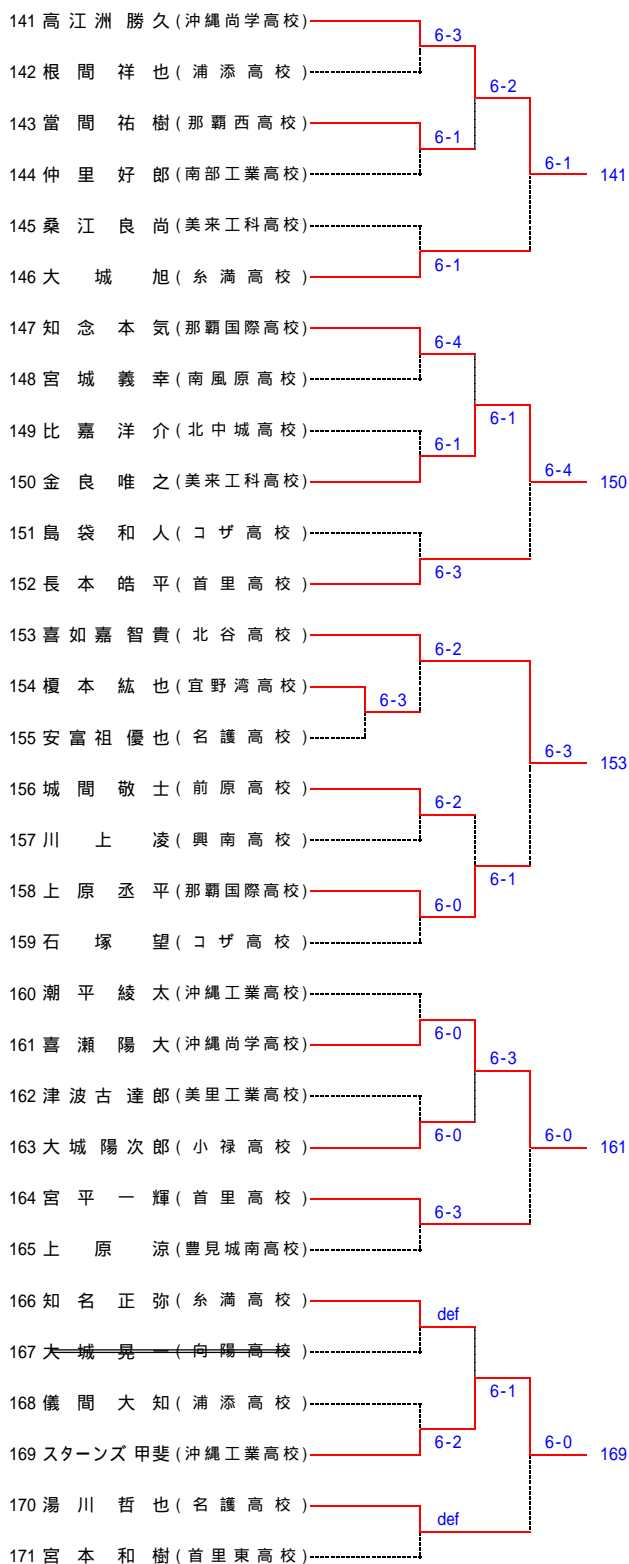 141 高江洲勝久(沖縄尚学高校)
6-3
142 根間祥也(浦添高校)
6-2
143 當間祐樹(那覇西高校)
6-1
144 仲里好郎(南部工業高校)
6-1 141
145 桑江良尚(美来工科高校)
6-1
146 大城旭(糸満高校)
147 知念本気(那覇国際高校)
6-4
148 宮城義幸(南風原高校)
6-1
149 比嘉洋介(北中城高校)
6-1
150 金良唯之(美来工科高校)
6-4 150
151 島袋和人(コザ高校)
6-3
152 長本皓平(首里高校)
153 喜如嘉智貴(北谷高校)
6-2
154 榎本紘也(宜野湾高校)
6-3
155 安富祖優也(名護高校)
6-3 153
156 城間敬士(前原高校)
6-2
157 川上凌(興南高校)
6-1
158 上原丞平(那覇国際高校)
6-0
159 石塚望(コザ高校)
160 潮平綾太(沖縄工業高校)
6-0
161 喜瀬陽大(沖縄尚学高校)
6-3
162 津波古達郎(美里工業高校)
6-0
163 大城陽次郎(小禄高校)
6-0 161
164 宮平一輝(首里高校)
6-3
165 上原涼(豊見城南高校)
166 知名正弥(糸満高校)
def
167 大城晃一(向陽高校)
6-1
168 儀間大知(浦添高校)
6-2
169 スターンズ甲斐(沖縄工業高校)
6-0 169
170 湯川哲也(名護高校)
def
171 宮本和樹(首里東高校)